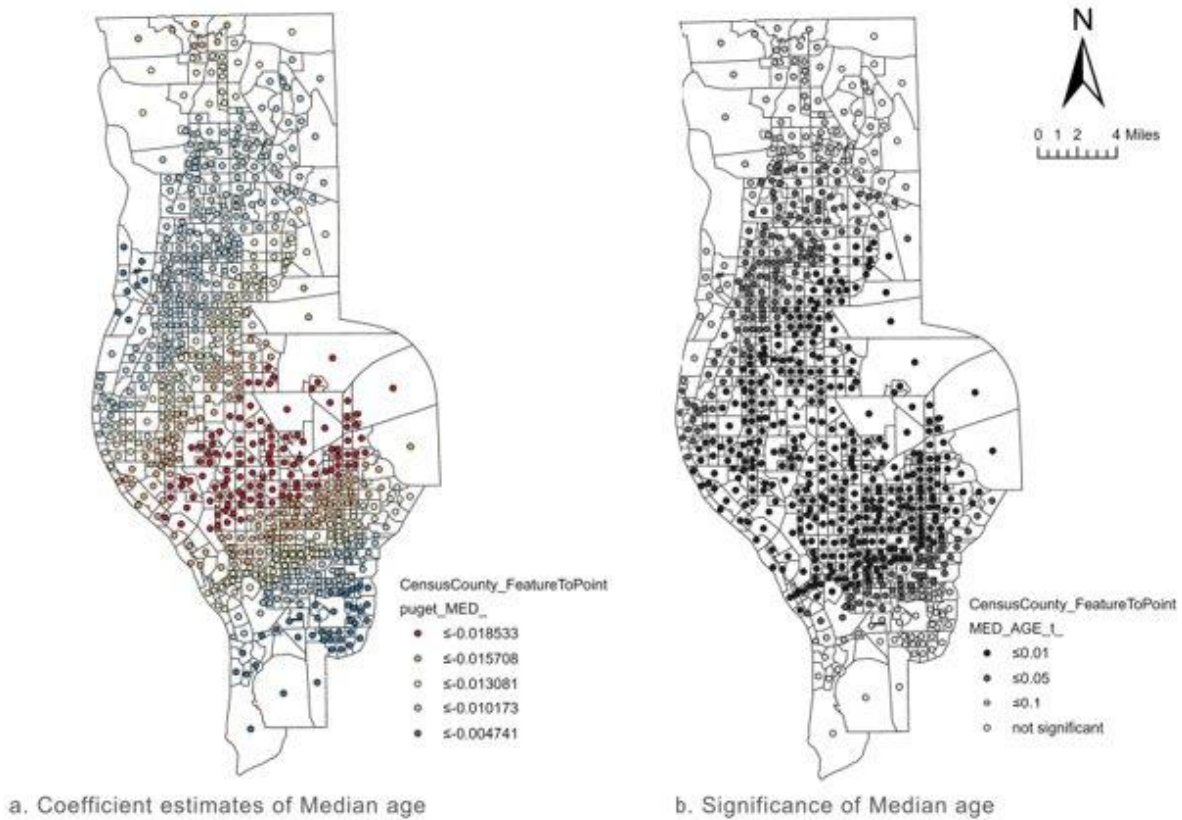 N
0 1 2 4 Miles
CensusCounty_FeatureToPoint
puget_MED_
≤-0.018533
≤-0.015708
≤-0.013081
≤-0.010173
≤-0.004741
CensusCounty_FeatureToPoint
MED_AGE_t_
≤0.01
≤0.05
≤0.1
not significant
a. Coefficient estimates of Median age
b. Significance of Median age